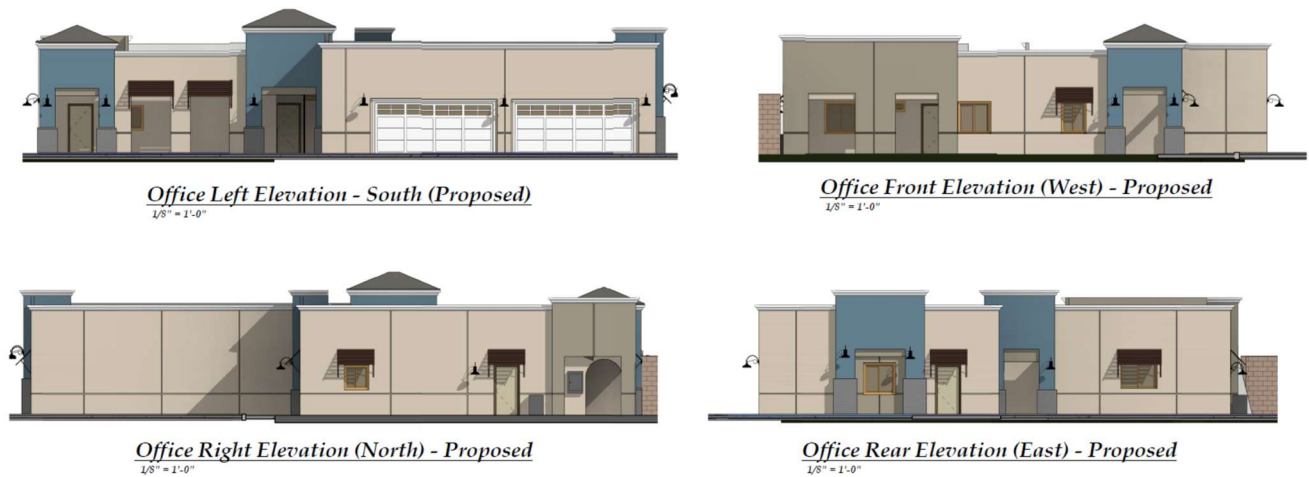 Office Left Elevation - South (Proposed)
1/8" = 1'-0"
Office Front Elevation (West) - Proposed
1/8" = 1'-0"
Office Right Elevation (North) - Proposed
1/8" = 1'-0"
Office Rear Elevation (East) - Proposed
1/8" = 1'-0"